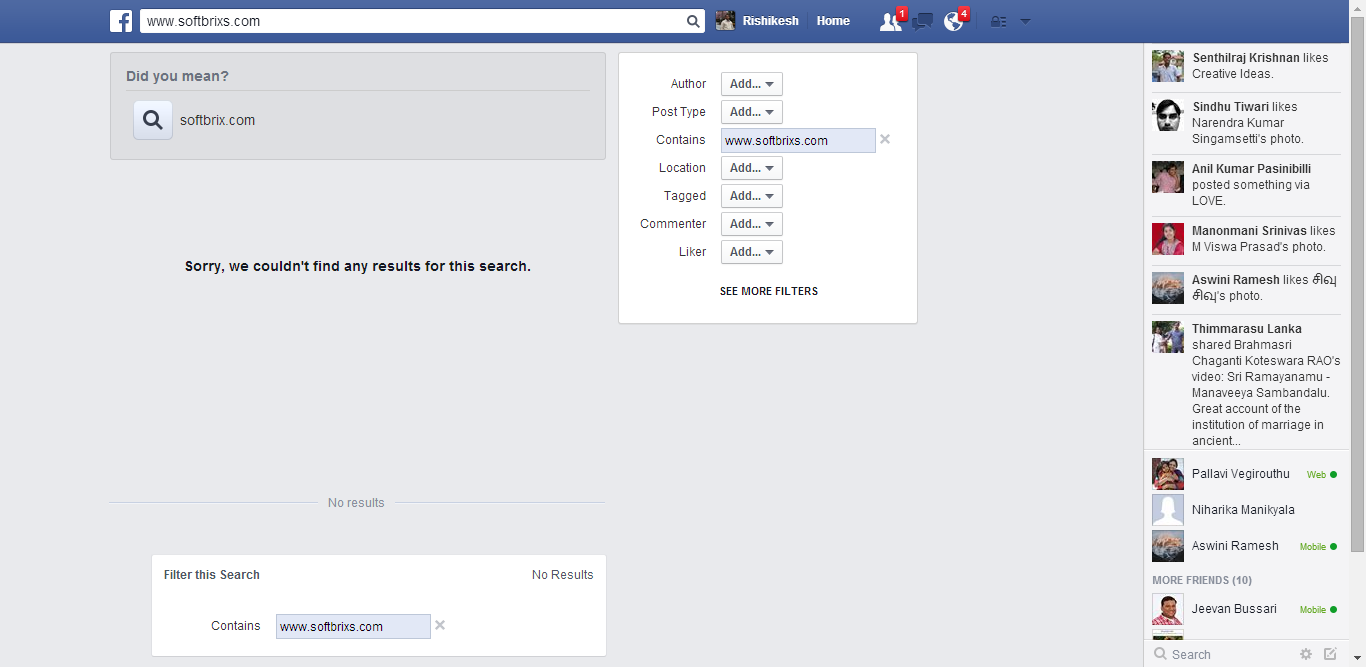 f www.softbrixs.com Rishikesh Home 1 4
Did you mean?
softbrix.com
Sorry, we couldn't find any results for this search.
No results
Filter this Search No Results
Contains www.softbrixs.com
Author Add...
Post Type Add...
Contains www.softbrixs.com
Location Add...
Tagged Add...
Commenter Add...
Liker Add...
SEE MORE FILTERS
Senthilraj Krishnan likes
Creative Ideas.
Sindhu Tiwari likes
Narendra Kumar
Singamsetti's photo.
Anil Kumar Pasinibilli
posted something via
LOVE.
Manonmani Srinivas likes
M Viswa Prasad's photo.
Aswini Ramesh likes சிவு
சிவு's photo.
Thimmarasu Lanka
shared Brahmasri
Chaganti Koteswara RAO's
video: Sri Ramayanamu -
Manaveeya Sambandalu.
Great account of the
institution of marriage in
ancient...
Pallavi Vegirouthu Web
Niharika Manikyala
Aswini Ramesh Mobile
MORE FRIENDS (10)
Jeevan Bussari Mobile
Search